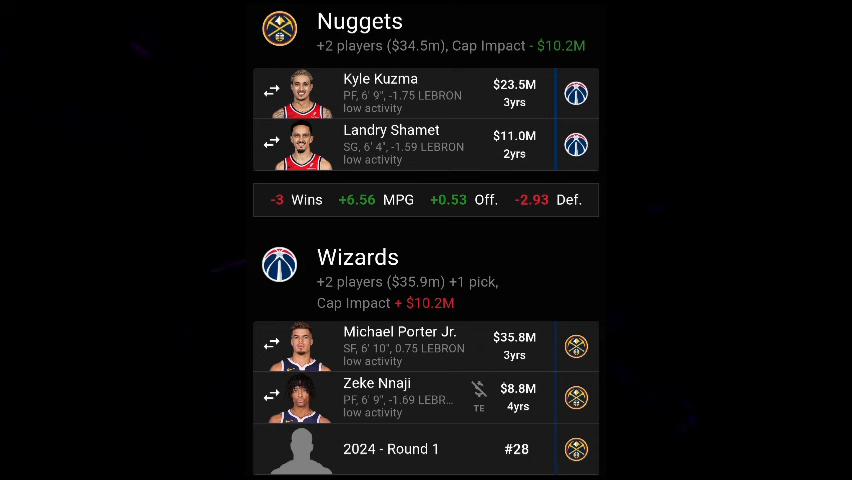 Nuggets
+2 players ($34.5m), Cap Impact - $10.2M
Kyle Kuzma
$23.5M
PF, 6' 9", -1.75 LEBRON
3yrs
low activity
Landry Shamet
$11.0M
SG, 6' 4", -1.59 LEBRON
2yrs
low activity
-3 Wins +6.56 MPG +0.53 Off. -2.93 Def.
Wizards
+2 players ($35.9m) +1 pick,
Cap Impact + $10.2M
Michael Porter Jr.
$35.8M
SF, 6' 10", 0.75 LEBRON
3yrs
low activity
Zeke Nnaji
$8.8M
PF, 6' 9", -1.69 LEBR...
TE
4yrs
low activity
2024 - Round 1 #28